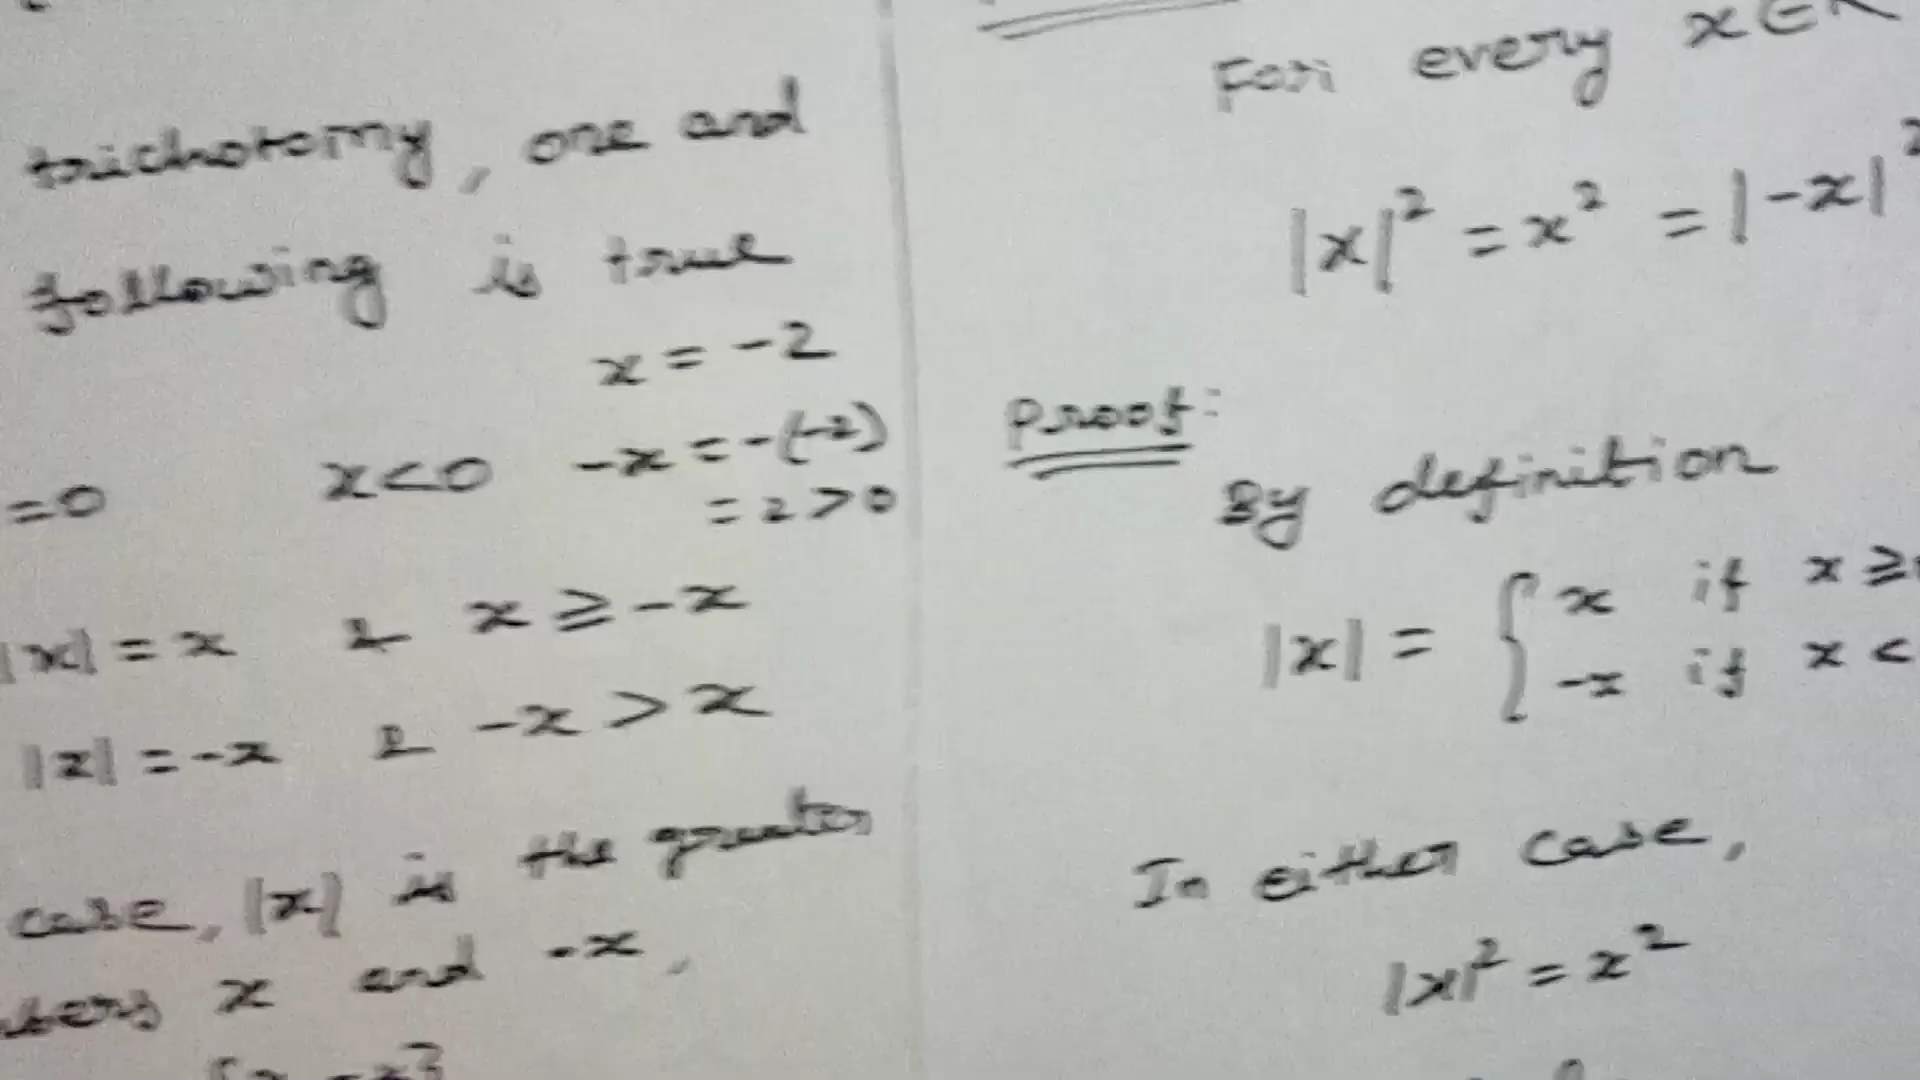 trichotomy, one and
following is true
x = -2
=0 x<0 -x = -(-2)
= 2 > 0
|x| = x & x ≥ -x
|x| = -x & -x > x
case, |x| is the greater
x and -x,
For every x ∈ R
|x|² = x² = |-x|²
Proof:
By definition
|x| = { x if x ≥
-x if x <
In either case,
|x|² = x²